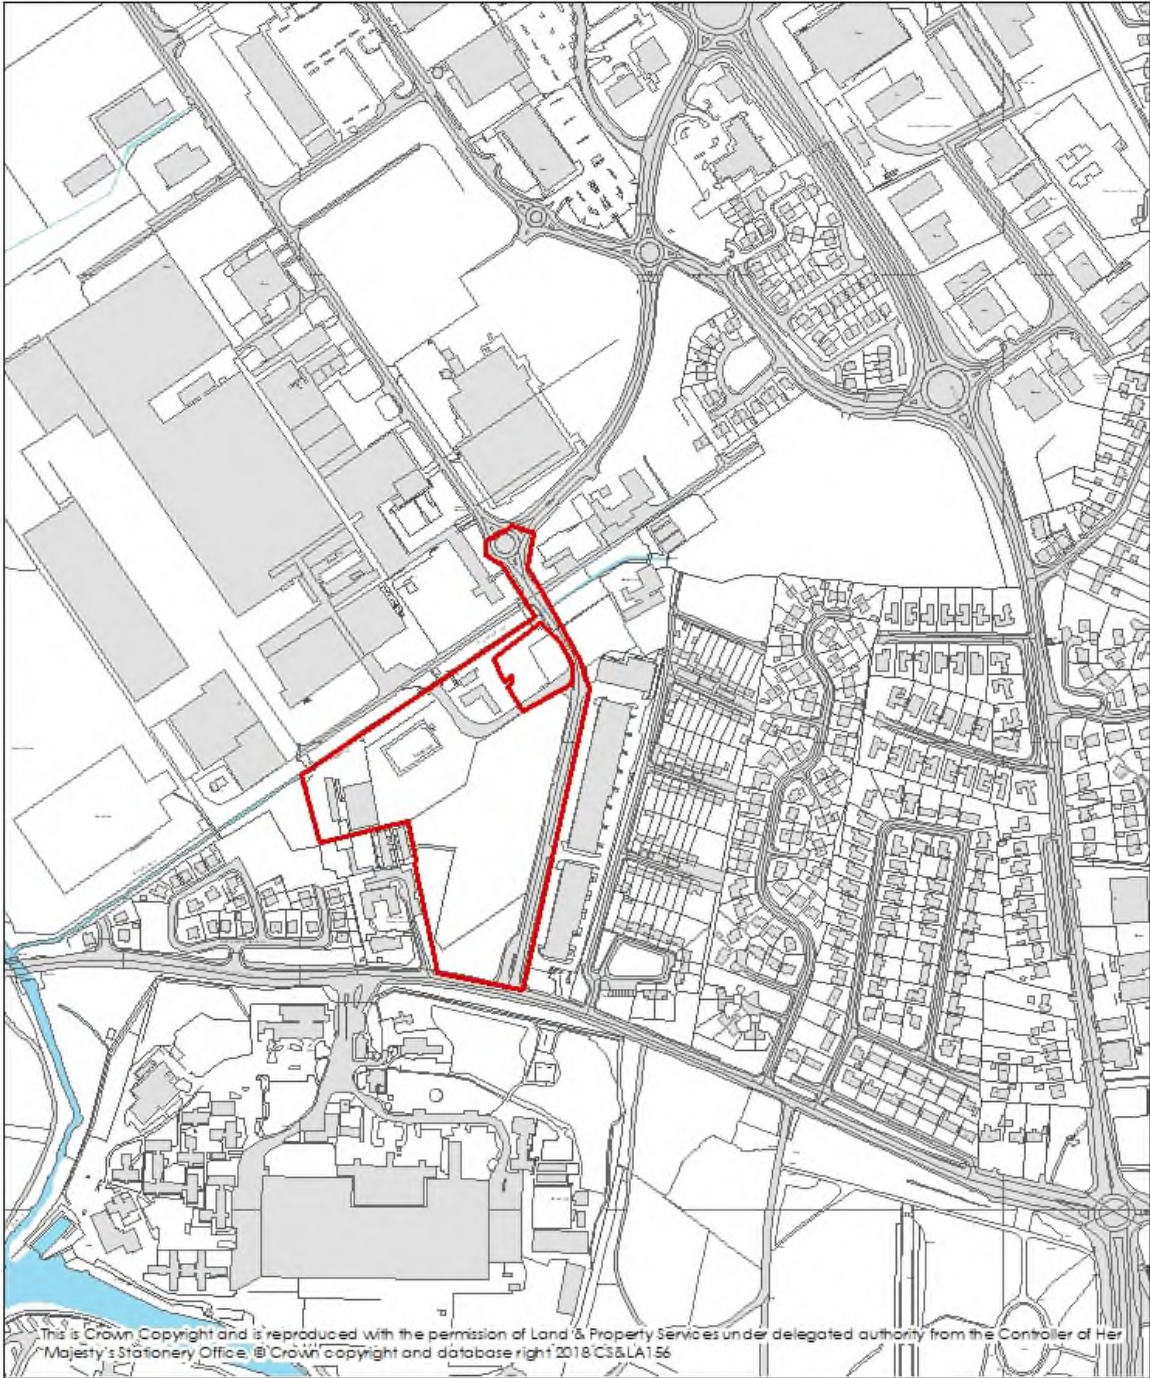 This is Crown Copyright and is reproduced with the permission of Land & Property Services under delegated authority from the Controller of Her
Majesty's Stationery Office, © Crown copyright and database right 2018 CS&LA156